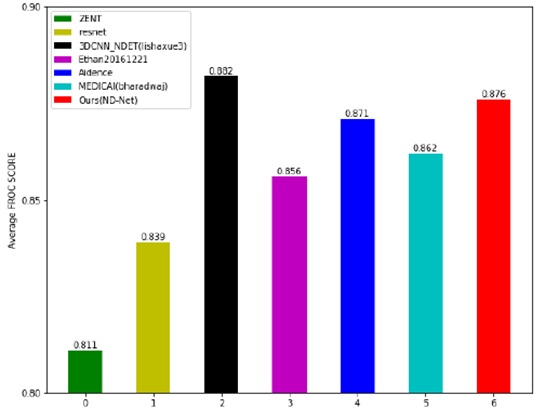 0.90
ZENT
resnet
3DCNN_NDET(lishaxue3)
Ethan20161221
Aidence
MEDICAI(bharadwaj)
Ours(ND-Net)
0.882
0.876
0.871
0.862
0.856
0.85
0.839
0.811
0.80
Average FROC SCORE
0 1 2 3 4 5 6